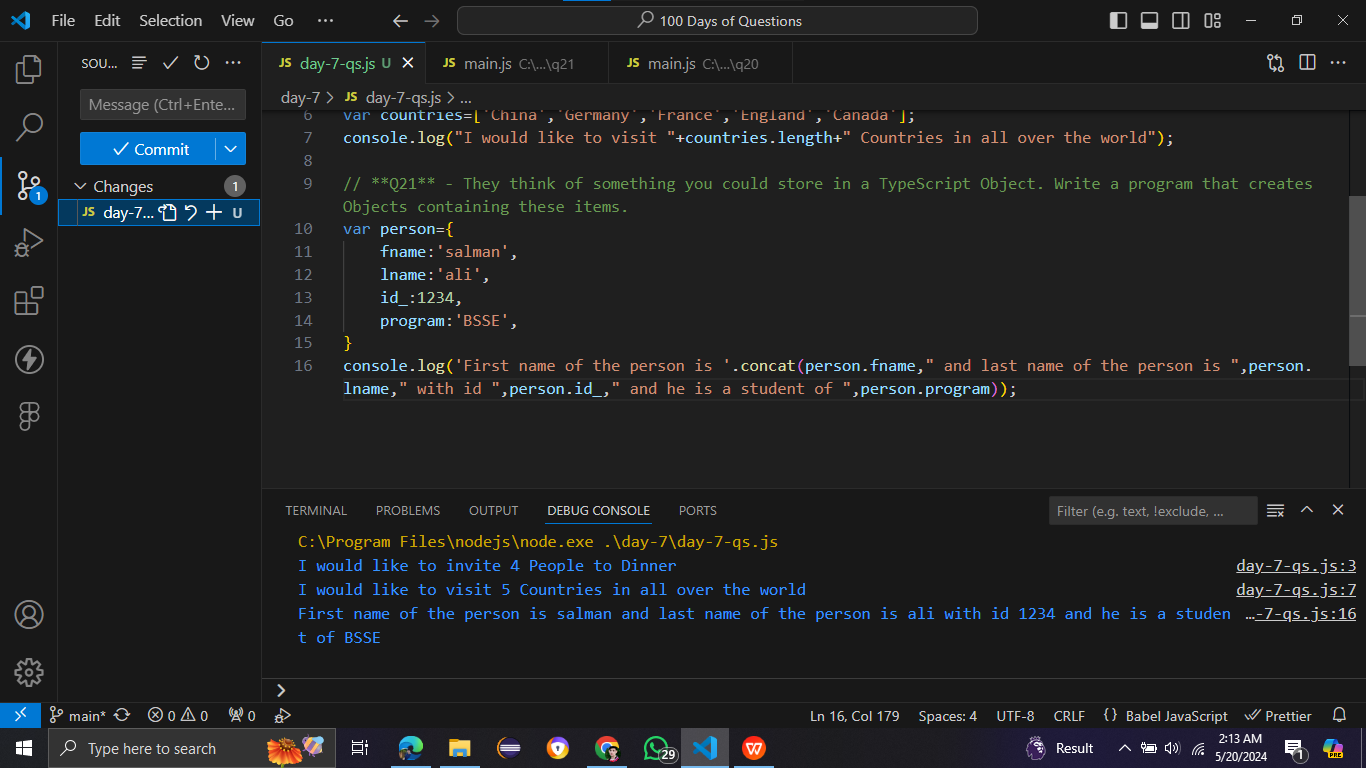 File Edit Selection View Go ··· 100 Days of Questions
SOU... ···
JS day-7-qs.js U JS main.js C:\...\q21 JS main.js C:\...\q20 ···
Message (Ctrl+Ente...
Commit
Changes 1
JS day-7... U
1
day-7 > JS day-7-qs.js > ...
6 var countries=['China','Germany','France','England','Canada'];
7 console.log("I would like to visit "+countries.length+" Countries in all over the world");
8
9 // **Q21** - They think of something you could store in a TypeScript Object. Write a program that creates
Objects containing these items.
10 var person={
11 fname:'salman',
12 lname:'ali',
13 id_:1234,
14 program:'BSSE',
15 }
16 console.log('First name of the person is '.concat(person.fname," and last name of the person is ",person.
lname," with id ",person.id_," and he is a student of ",person.program));
TERMINAL PROBLEMS OUTPUT DEBUG CONSOLE PORTS Filter (e.g. text, !exclude, ...
C:\Program Files\nodejs\node.exe .\day-7\day-7-qs.js
I would like to invite 4 People to Dinner day-7-qs.js:3
I would like to visit 5 Countries in all over the world day-7-qs.js:7
First name of the person is salman and last name of the person is ali with id 1234 and he is a studen …-7-qs.js:16
t of BSSE
>
main* 0 0 0 Ln 16, Col 179 Spaces: 4 UTF-8 CRLF {} Babel JavaScript Prettier
Type here to search 29 Result 2:13 AM 1 PRE
5/20/2024